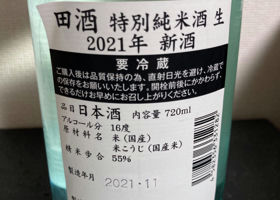 田酒 特別純米酒 生
2021年 新酒
要冷蔵
ご購入後は品質保持の為、直射日光を避け、冷蔵で
の保存をお願いいたします。開栓前後にかかわらず、
できるだけお早めにお召し上がりください。
品目 日本酒 内容量 720ml
アルコール分 16度
原材料名 米(国産)
米こうじ(国産米)
精米歩合 55%
製造年月
2021.11